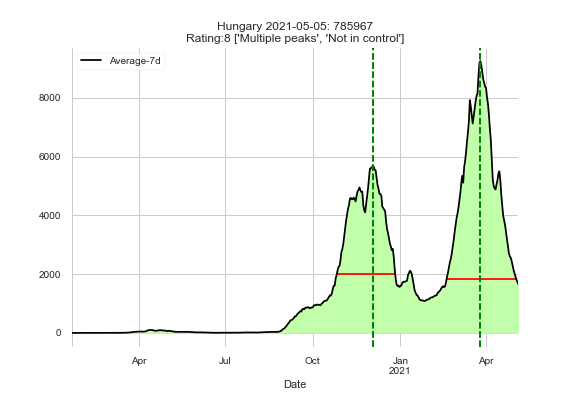 Hungary 2021-05-05: 785967
Rating:8 ['Multiple peaks', 'Not in control']
Average-7d
8000
6000
4000
2000
0
Apr Jul Oct Jan Apr
2021
Date